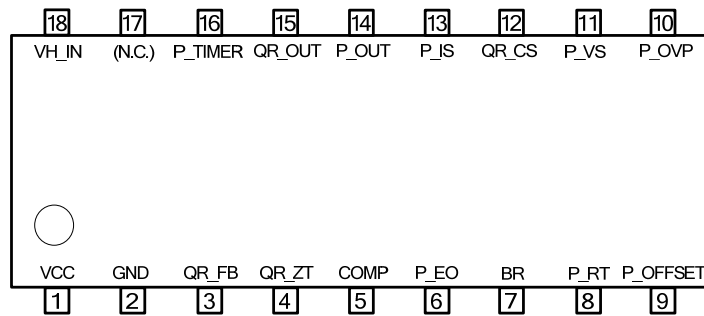 18 17 16 15 14 13 12 11 10
VH_IN (N.C.) P_TIMER QR_OUT P_OUT P_IS QR_CS P_VS P_OVP
VCC GND QR_FB QR_ZT COMP P_EO BR P_RT P_OFFSET
1 2 3 4 5 6 7 8 9